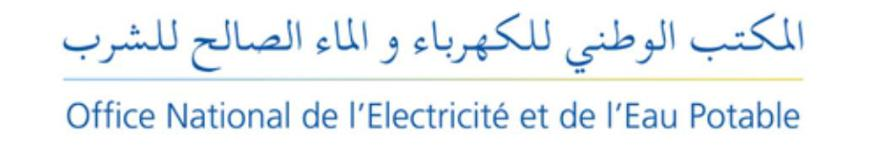 المكتب الوطني للكهرباء و الماء الصالح للشرب
Office National de l’Electricité et de l’Eau Potable